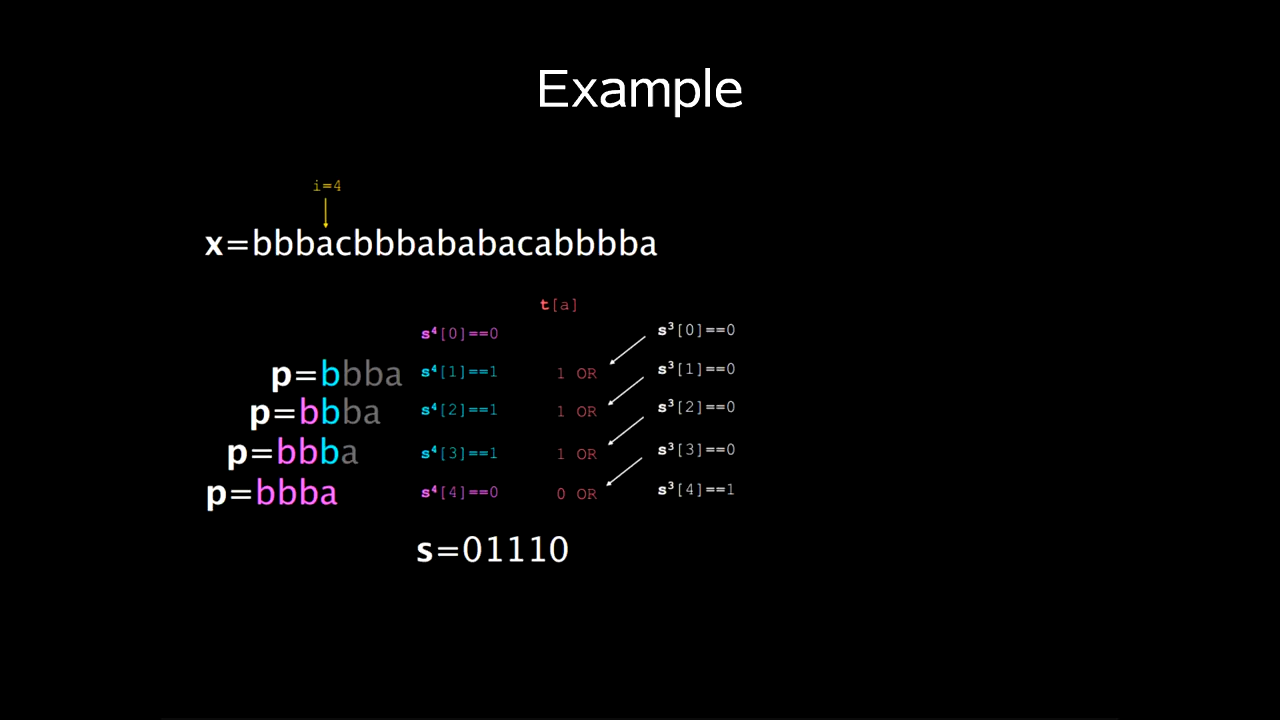 Example
i=4
x=bbbacbbbababacabbbba
t[a]
s⁴[0]==0 s³[0]==0
p=bbba s⁴[1]==1 1 OR s³[1]==0
p=bbba s⁴[2]==1 1 OR s³[2]==0
p=bbba s⁴[3]==1 1 OR s³[3]==0
p=bbba s⁴[4]==0 0 OR s³[4]==1
s=01110